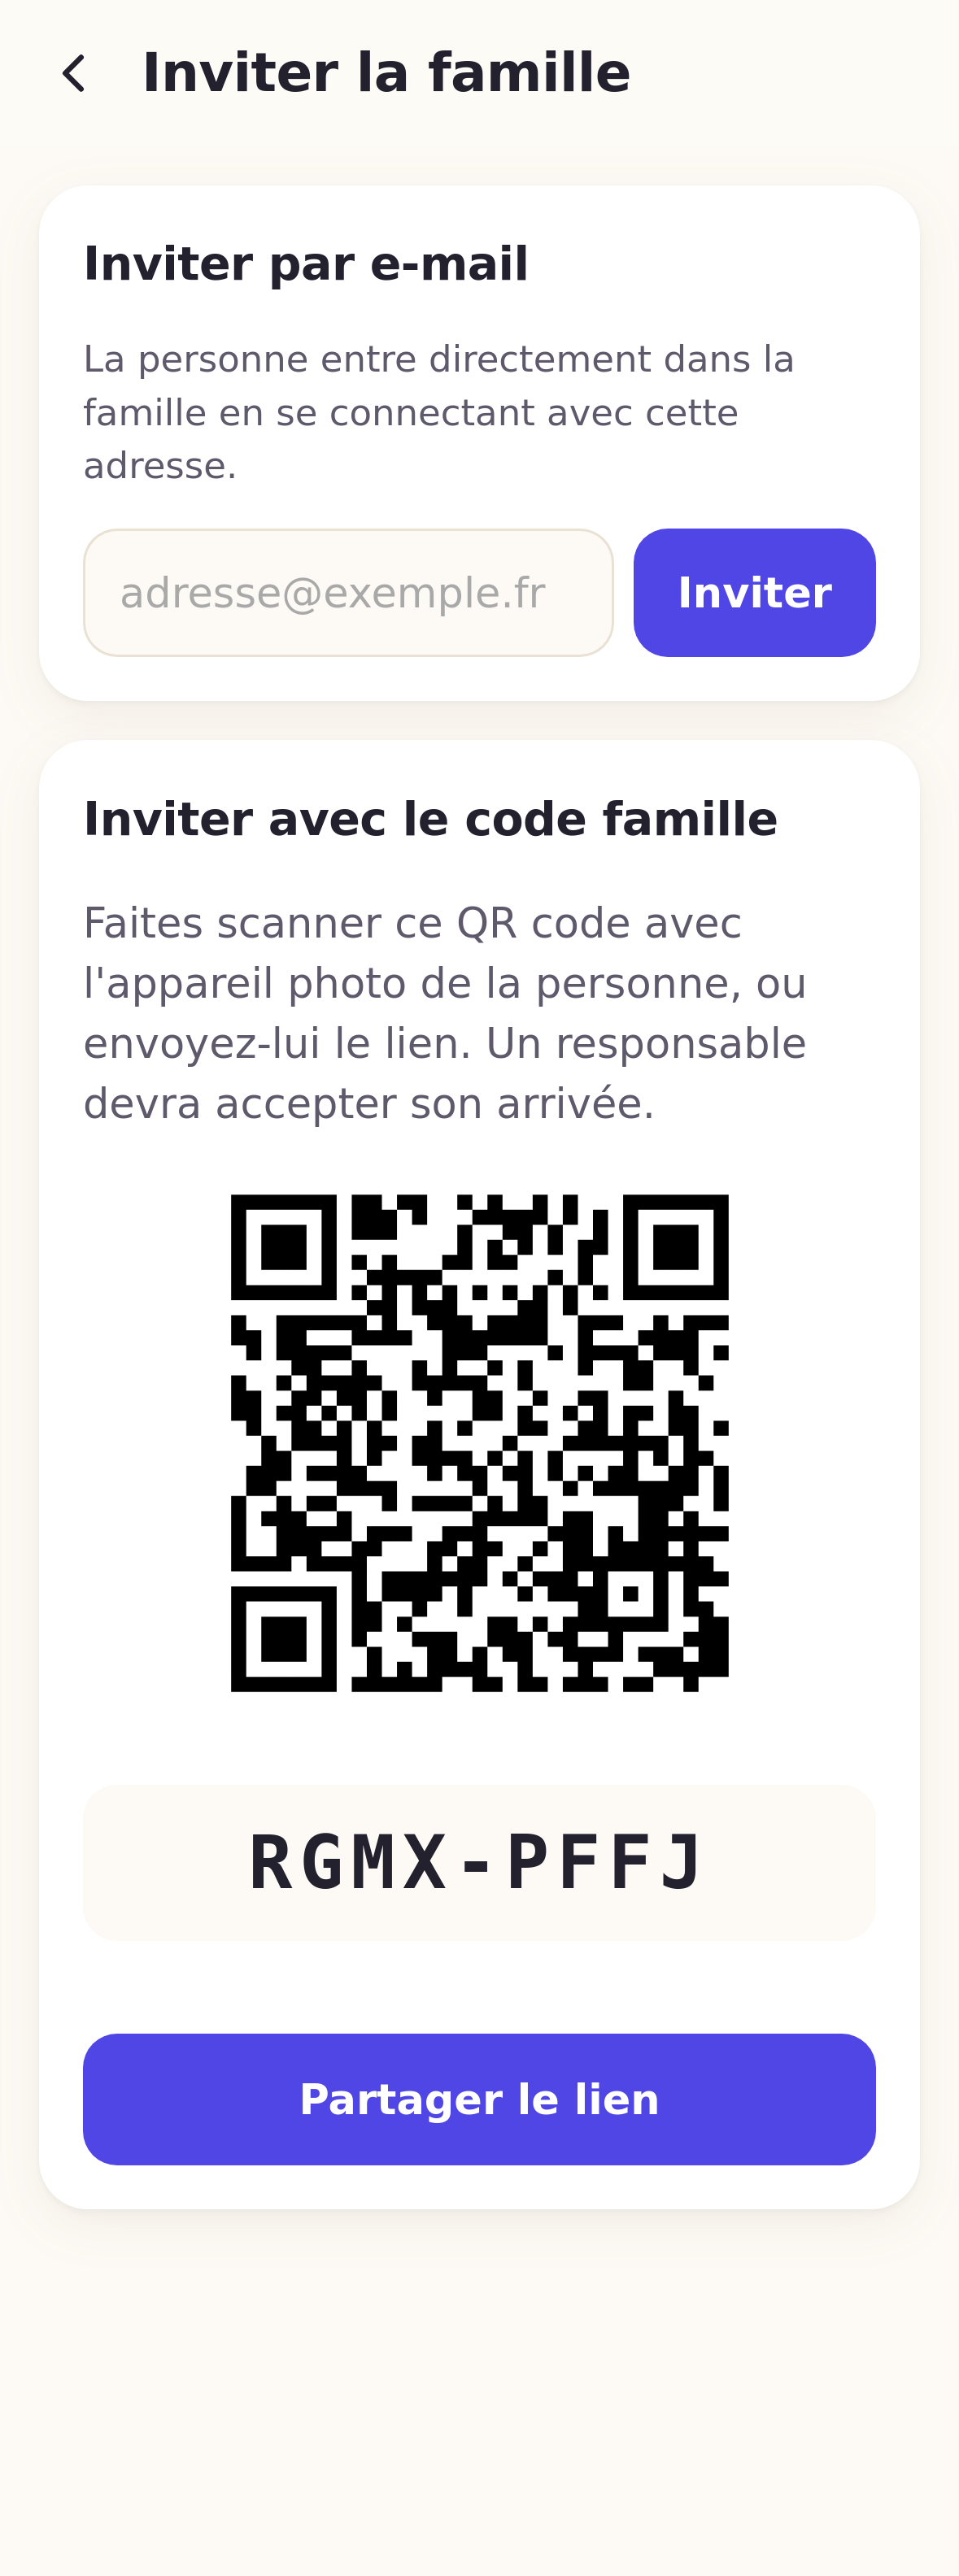 Inviter la famille
Inviter par e-mail
La personne entre directement dans la
famille en se connectant avec cette
adresse.
adresse@exemple.fr
Inviter
Inviter avec le code famille
Faites scanner ce QR code avec
l'appareil photo de la personne, ou
envoyez-lui le lien. Un responsable
devra accepter son arrivée.
RGMX-PFFJ
Partager le lien